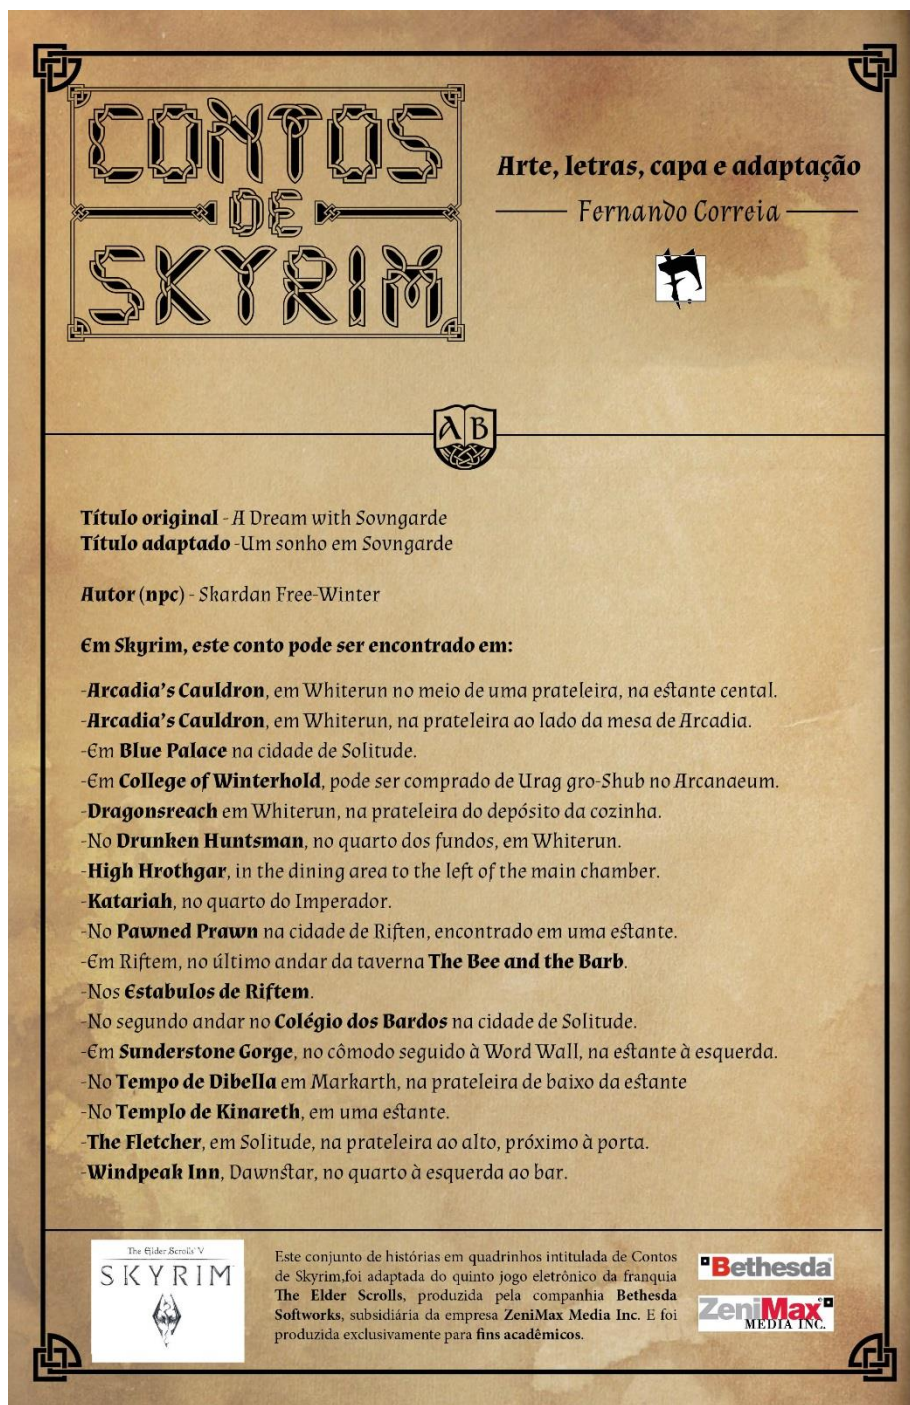 CONTOS
DE
SKYRIM
Arte, letras, capa e adaptação
Fernando Correia
A B
Título original - A Dream with Sovngarde
Título adaptado -Um sonho em Sovngarde
Autor (npc) - Skardan Free-Winter
Em Skyrim, este conto pode ser encontrado em:
-Arcadia's Cauldron, em Whiterun no meio de uma prateleira, na estante cental.
-Arcadia's Cauldron, em Whiterun, na prateleira ao lado da mesa de Arcadia.
-Em Blue Palace na cidade de Solitude.
-Em College of Winterhold, pode ser comprado de Urag gro-Shub no Arcanaeum.
-Dragonsreach em Whiterun, na prateleira do depósito da cozinha.
-No Drunken Huntsman, no quarto dos fundos, em Whiterun.
-High Hrothgar, in the dining area to the left of the main chamber.
-Katariah, no quarto do Imperador.
-No Pawned Prawn na cidade de Riften, encontrado em uma estante.
-Em Riftem, no último andar da taverna The Bee and the Barb.
-Nos Estabulos de Riftem.
-No segundo andar no Colégio dos Bardos na cidade de Solitude.
-Em Sunderstone Gorge, no cômodo seguido à Word Wall, na estante à esquerda.
-No Tempo de Dibella em Markarth, na prateleira de baixo da estante
-No Templo de Kinareth, em uma estante.
-The Fletcher, em Solitude, na prateleira ao alto, próximo à porta.
-Windpeak Inn, Dawnstar, no quarto à esquerda ao bar.
The Elder Scrolls V
SKYRIM
Este conjunto de histórias em quadrinhos intitulada de Contos
de Skyrim,foi adaptada do quinto jogo eletrônico da franquia
The Elder Scrolls, produzida pela companhia Bethesda
Softworks, subsidiária da empresa ZeniMax Media Inc. E foi
produzida exclusivamente para fins acadêmicos.
Bethesda
ZeniMax
MEDIA INC.